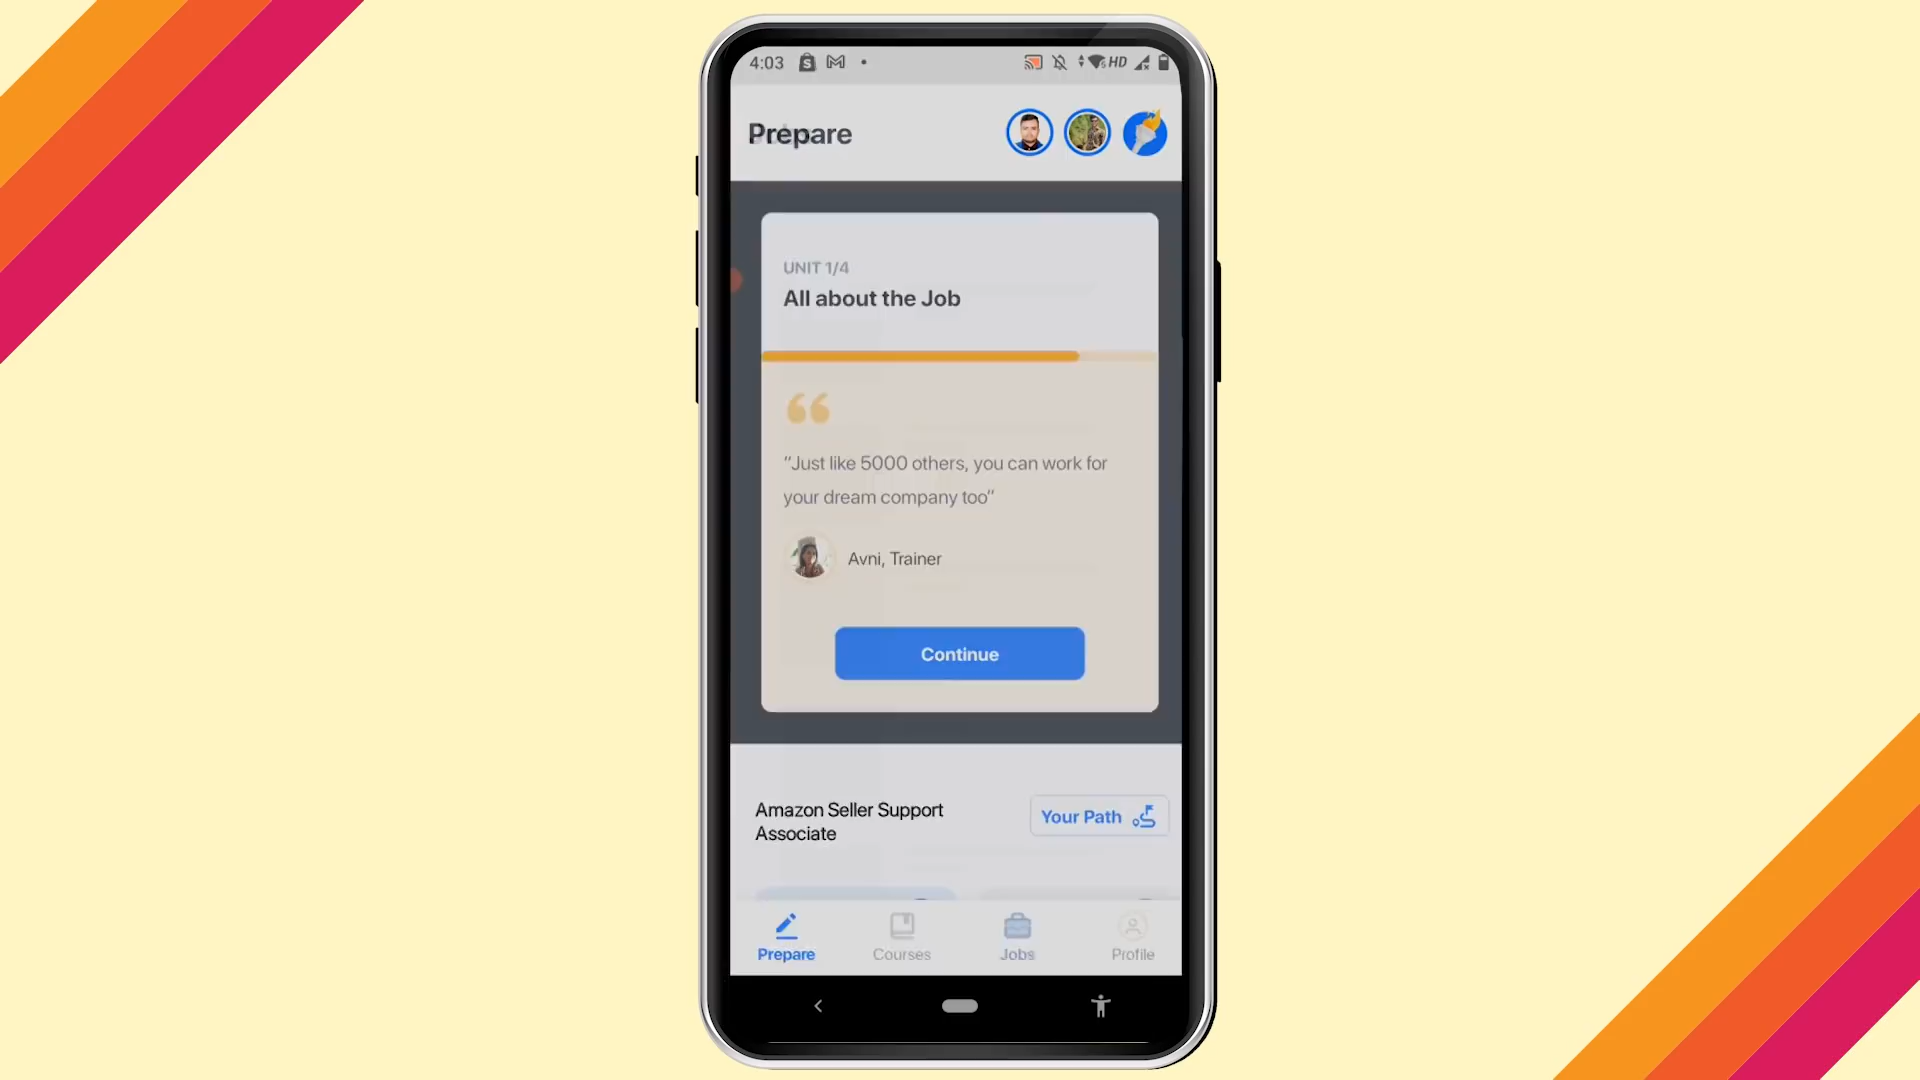 4:03
HD
Prepare
UNIT 1/4
All about the Job
“Just like 5000 others, you can work for
your dream company too”
Avni, Trainer
Continue
Amazon Seller Support
Associate
Your Path
Prepare
Courses
Jobs
Profile